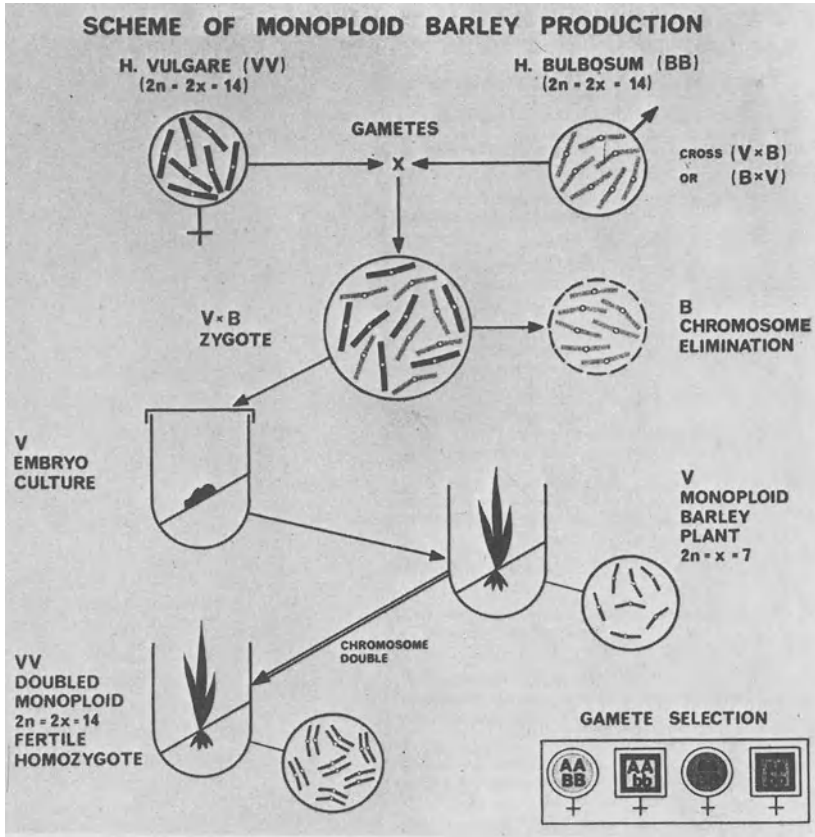 SCHEME OF MONOPLOID BARLEY PRODUCTION
H. VULGARE (VV)
(2n = 2x = 14)
H. BULBOSUM (BB)
(2n = 2x = 14)
GAMETES
X
CROSS (V×B)
OR (B×V)
V×B
ZYGOTE
B
CHROMOSOME
ELIMINATION
V
EMBRYO
CULTURE
V
MONOPLOID
BARLEY
PLANT
2n = x = 7
CHROMOSOME
DOUBLE
VV
DOUBLED
MONOPLOID
2n = 2x = 14
FERTILE
HOMOZYGOTE
GAMETE SELECTION
AA
BB
AA
bb